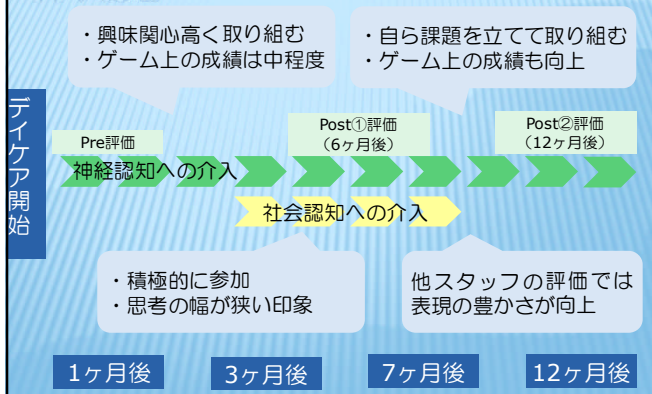 ・興味関心高く取り組む
・ゲーム上の成績は中程度
・自ら課題を立てて取り組む
・ゲーム上の成績も向上
デイケア開始
Pre評価
Post①評価
（6ヶ月後）
Post②評価
（12ヶ月後）
神経認知への介入
社会認知への介入
・積極的に参加
・思考の幅が狭い印象
他スタッフの評価では
表現の豊かさが向上
1ヶ月後
3ヶ月後
7ヶ月後
12ヶ月後